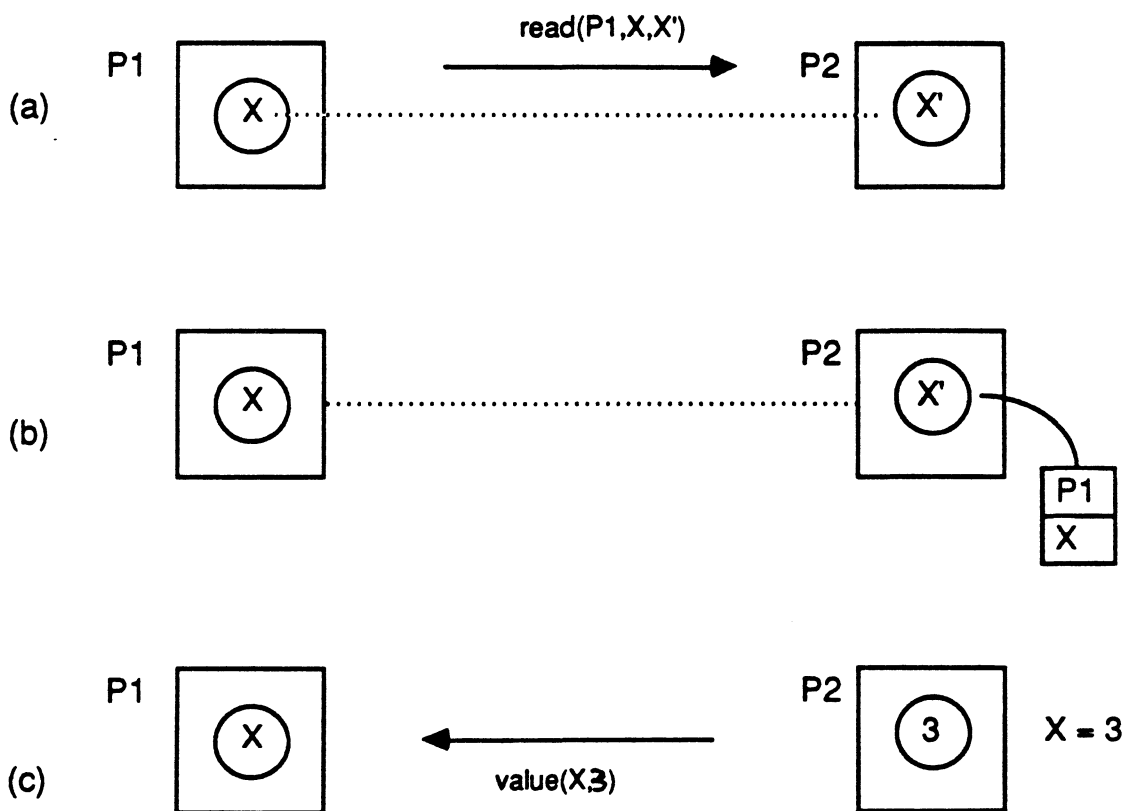 read(P1,X,X')
P1
P2
(a)
X
X'
P1
P2
(b)
X
X'
P1
X
P1
P2
X
3
X = 3
(c)
value(X,3)